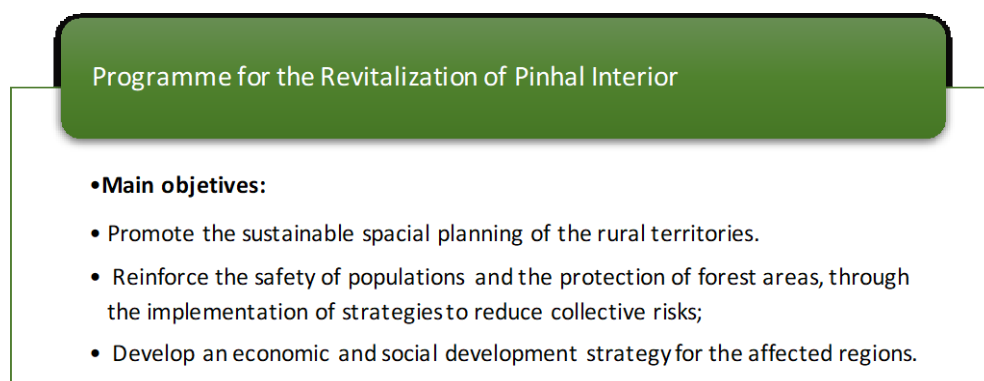 Programme for the Revitalization of Pinhal Interior
•Main objetives:
• Promote the sustainable spacial planning of the rural territories.
• Reinforce the safety of populations and the protection of forest areas, through
the implementation of strategies to reduce collective risks;
• Develop an economic and social development strategy for the affected regions.